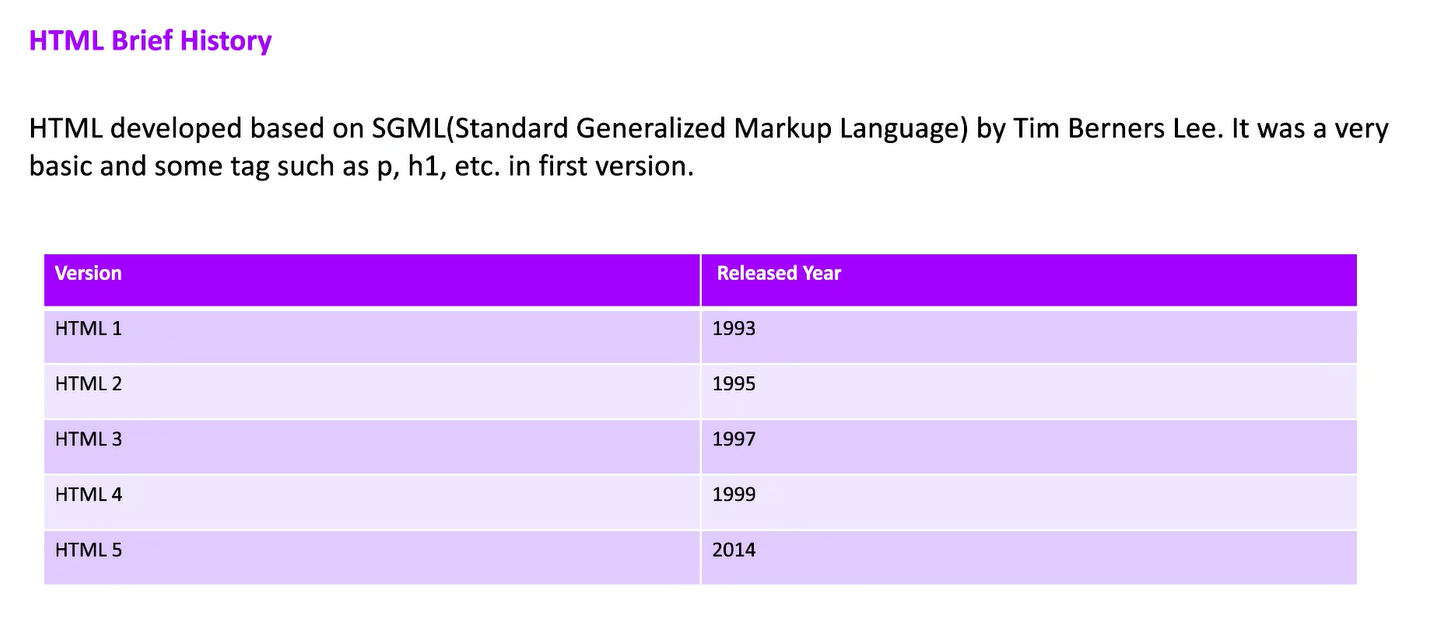 HTML Brief History
HTML developed based on SGML(Standard Generalized Markup Language) by Tim Berners Lee. It was a very
basic and some tag such as p, h1, etc. in first version.
Version Released Year
HTML 1 1993
HTML 2 1995
HTML 3 1997
HTML 4 1999
HTML 5 2014